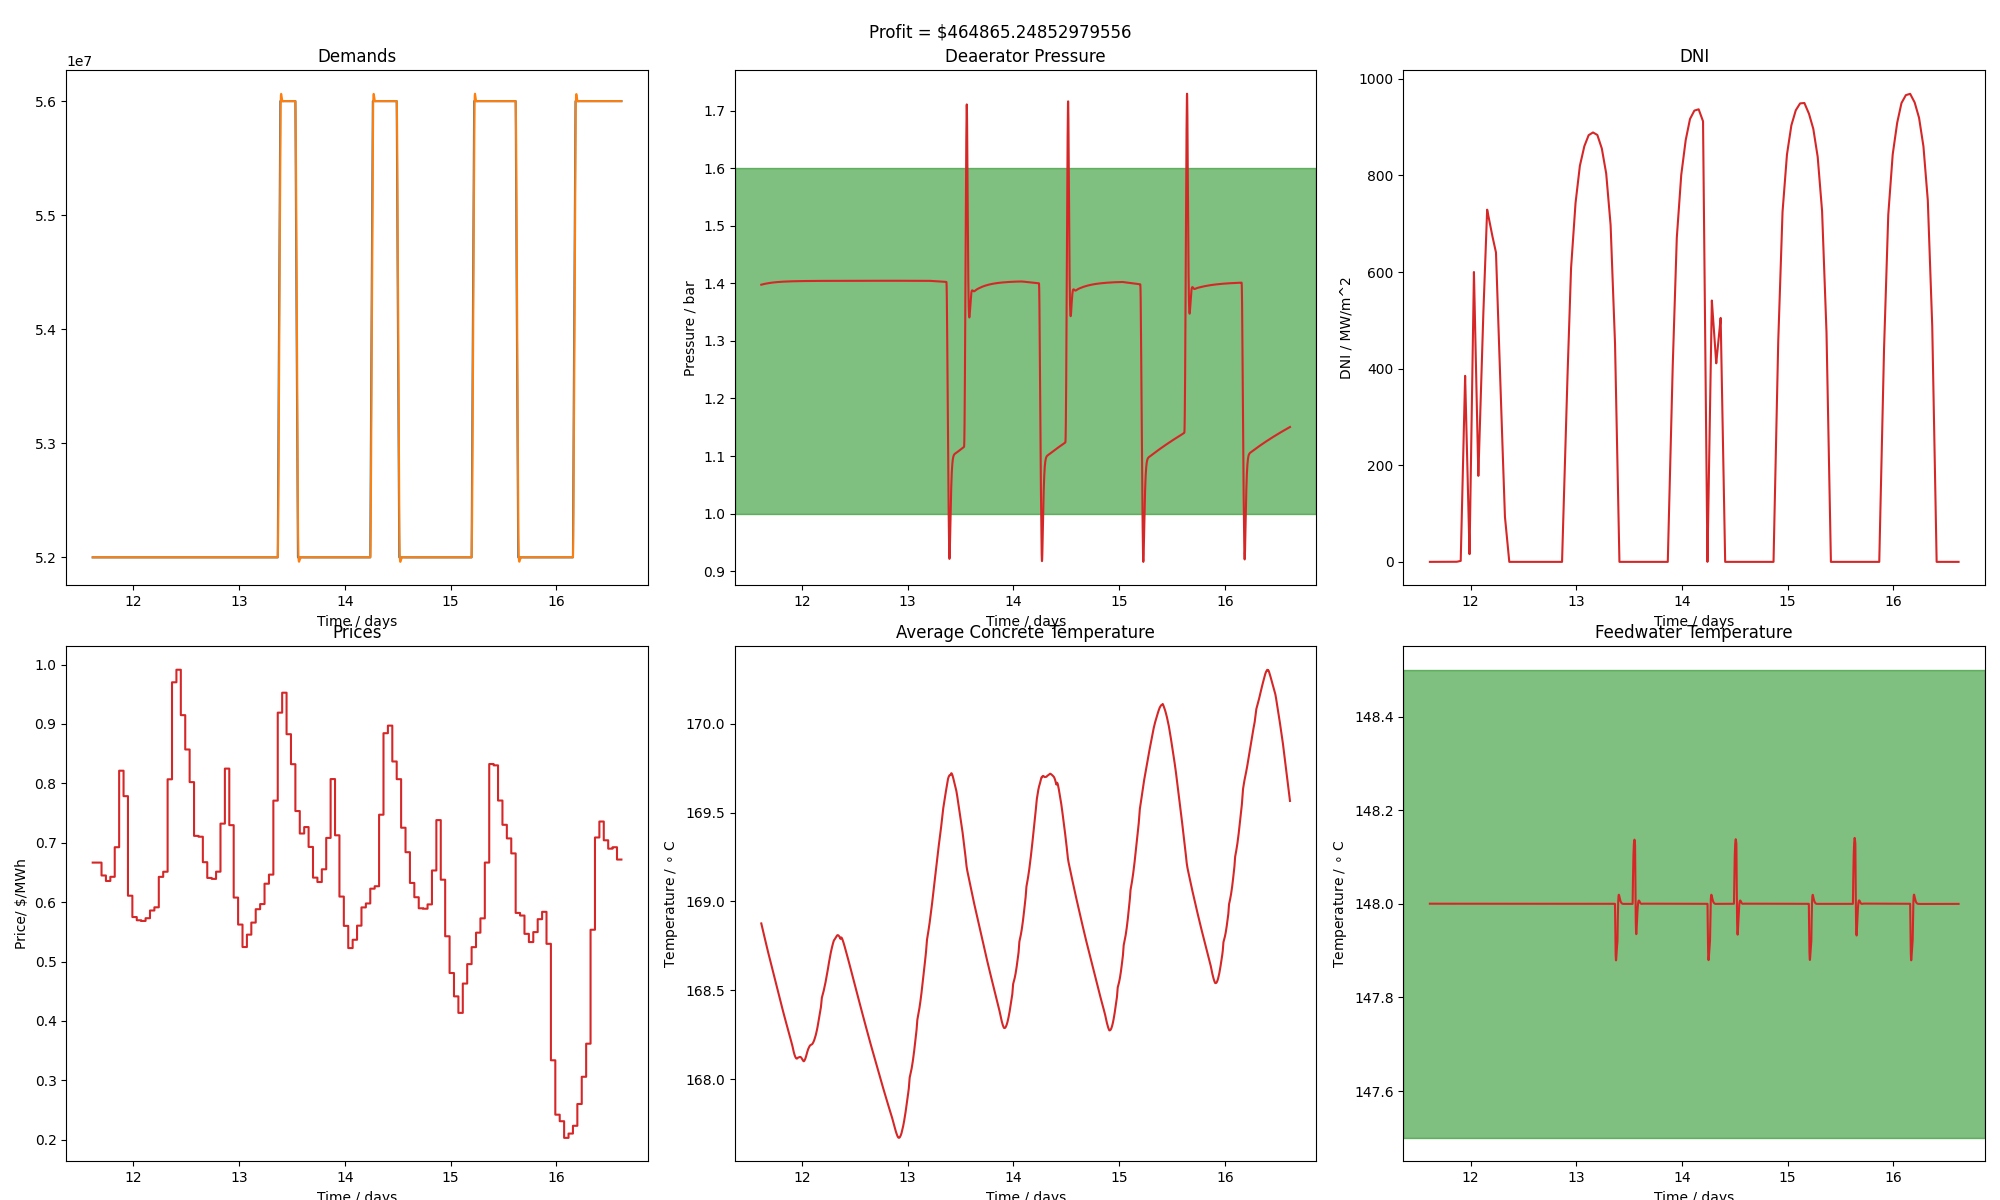 Profit = $464865.24852979556
Demands
1e7
5.6
5.5
5.4
5.3
5.2
12 13 14 15 16
Time / days
Deaerator Pressure
Pressure / bar
1.7
1.6
1.5
1.4
1.3
1.2
1.1
1.0
0.9
12 13 14 15 16
Time / days
DNI
DNI / MW/m^2
1000
800
600
400
200
0
12 13 14 15 16
Time / days
Prices
Price/ $/MWh
1.0
0.9
0.8
0.7
0.6
0.5
0.4
0.3
0.2
12 13 14 15 16
Time / days
Average Concrete Temperature
Temperature / ∘ C
170.0
169.5
169.0
168.5
168.0
12 13 14 15 16
Time / days
Feedwater Temperature
Temperature / ∘ C
148.4
148.2
148.0
147.8
147.6
12 13 14 15 16
Time / days